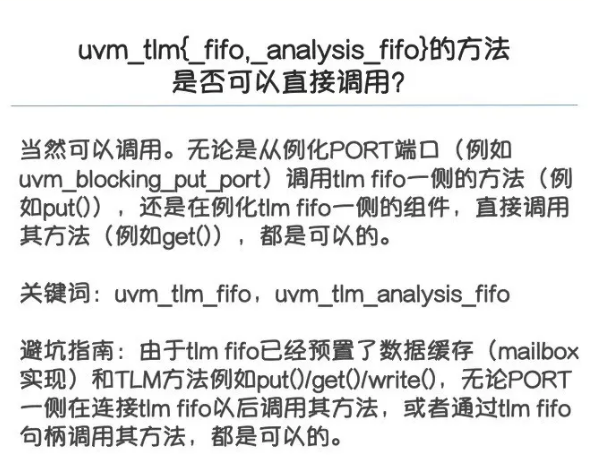 uvm_tlm{_fifo,_analysis_fifo}的方法
是否可以直接调用？
当然可以调用。无论是从例化PORT端口（例如
uvm_blocking_put_port）调用tlm fifo一侧的方法（例
如put()），还是在例化tlm fifo一侧的组件，直接调用
其方法（例如get()），都是可以的。
关键词：uvm_tlm_fifo，uvm_tlm_analysis_fifo
避坑指南：由于tlm fifo已经预置了数据缓存（mailbox
实现）和TLM方法例如put()/get()/write()，无论PORT
一侧在连接tlm fifo以后调用其方法，或者通过tlm fifo
句柄调用其方法，都是可以的。